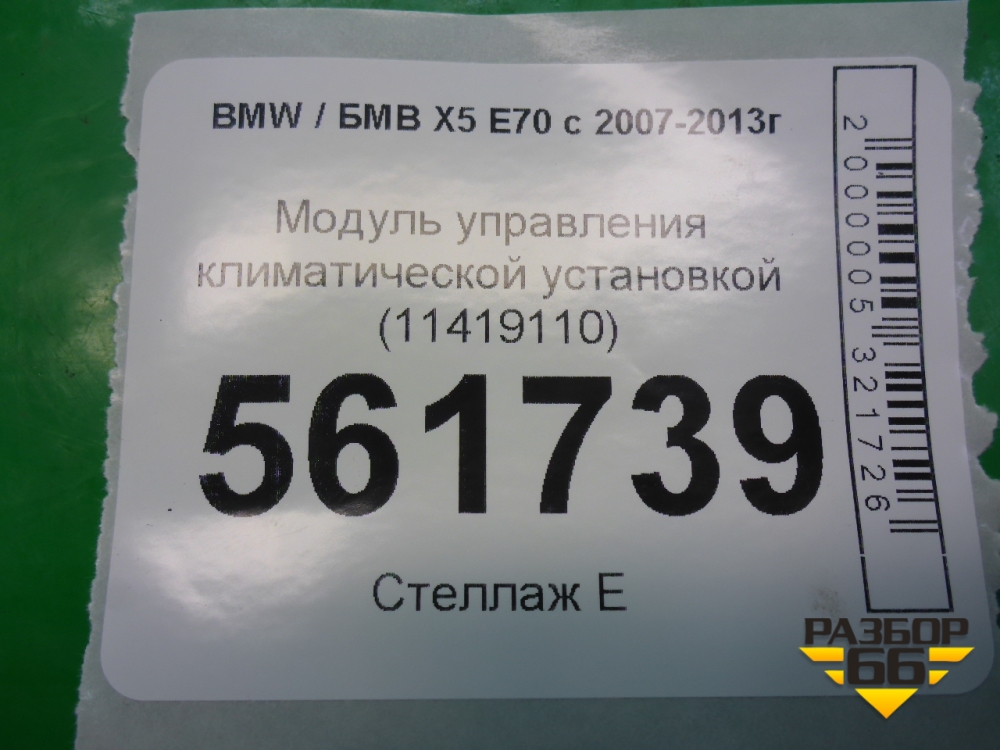 BMW / БМВ X5 E70 с 2007-2013г
Модуль управления
климатической установкой
(11419110)
561739
Стеллаж Е
2000005321726
РАЗБОР
66